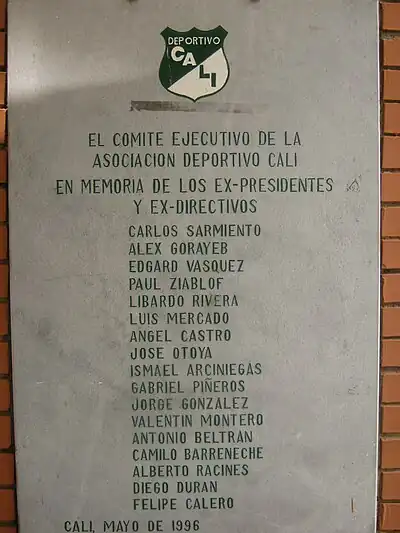 DEPORTIVO
CALI
EL COMITE EJECUTIVO DE LA
ASOCIACION DEPORTIVO CALI
EN MEMORIA DE LOS EX-PRESIDENTES
Y EX-DIRECTIVOS
CARLOS SARMIENTO
ALEX GORAYEB
EDGARD VASQUEZ
PAUL ZIABLOF
LIBARDO RIVERA
LUIS MERCADO
ANGEL CASTRO
JOSE OTOYA
ISMAEL ARCINIEGAS
GABRIEL PIÑEROS
JORGE GONZALEZ
VALENTIN MONTERO
ANTONIO BELTRAN
CAMILO BARRENECHE
ALBERTO RACINES
DIEGO DURAN
FELIPE CALERO
CALI, MAYO DE 1996